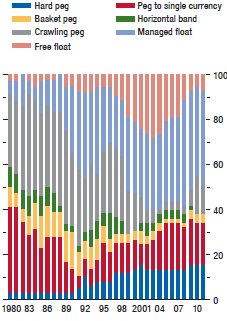 Hard peg Peg to single currency
Basket peg Horizontal band
Crawling peg Managed float
Free float
100
80
60
40
20
0
1980 83 86 89 92 95 98 2001 04 07 10